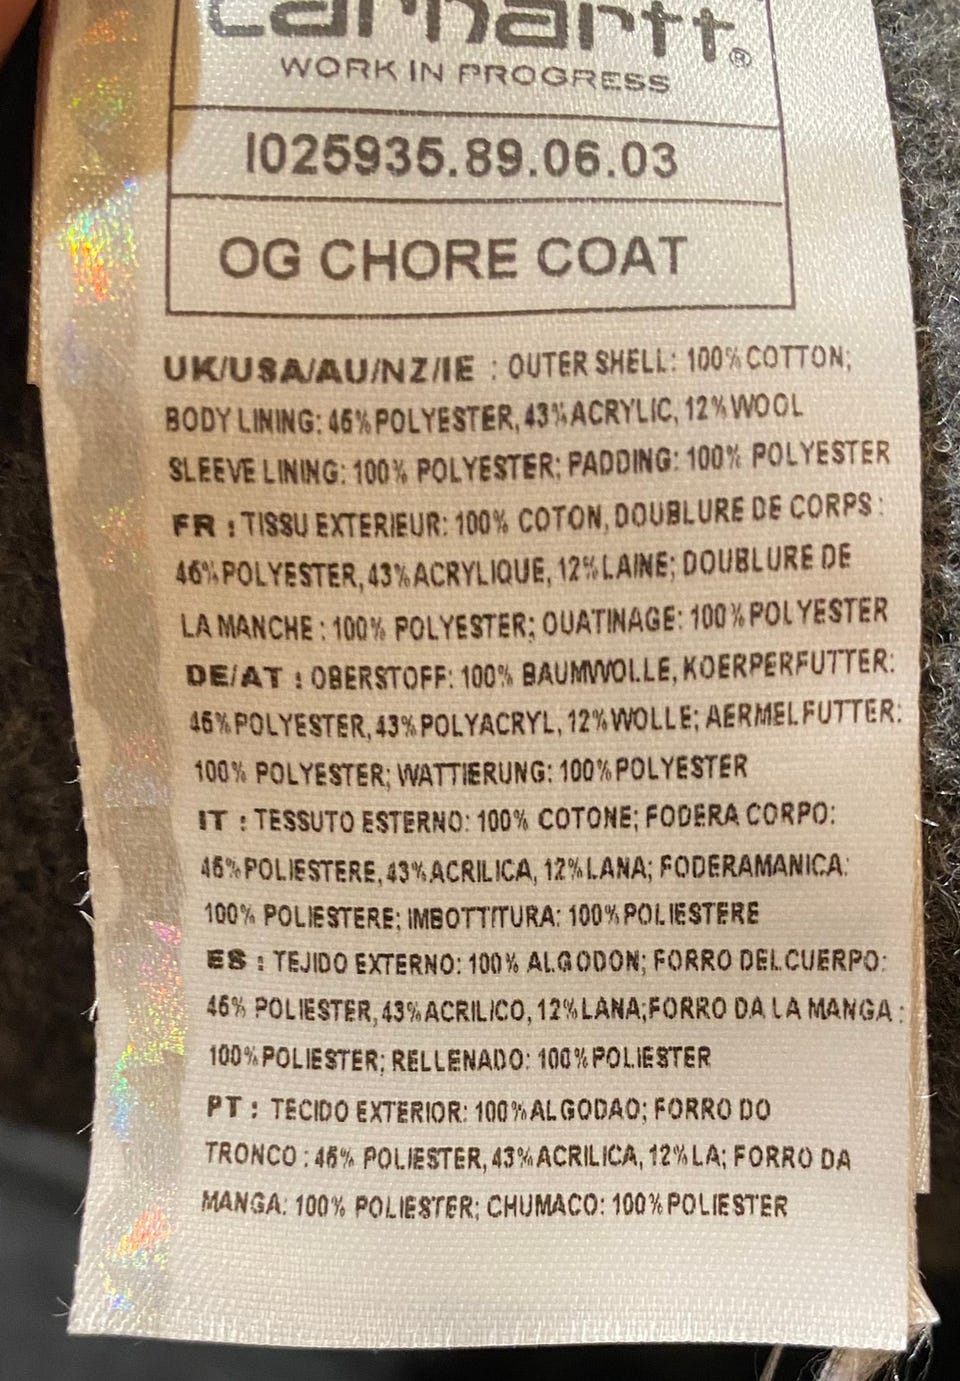 carhartt®
WORK IN PROGRESS
I025935.89.06.03
OG CHORE COAT
UK/USA/AU/NZ/IE : OUTER SHELL: 100% COTTON;
BODY LINING: 46% POLYESTER, 43% ACRYLIC, 12% WOOL
SLEEVE LINING: 100% POLYESTER; PADDING: 100% POLYESTER
FR : TISSU EXTERIEUR: 100% COTON, DOUBLURE DE CORPS :
46% POLYESTER, 43% ACRYLIQUE, 12% LAINE; DOUBLURE DE
LA MANCHE : 100% POLYESTER; OUATINAGE: 100% POLYESTER
DE/AT : OBERSTOFF: 100% BAUMWOLLE, KOERPERFUTTER:
46% POLYESTER, 43% POLYACRYL, 12% WOLLE; AERMELFUTTER:
100% POLYESTER; WATTIERUNG: 100% POLYESTER
IT : TESSUTO ESTERNO: 100% COTONE; FODERA CORPO:
46% POLIESTERE, 43% ACRILICA, 12% LANA; FODERAMANICA:
100% POLIESTERE; IMBOTTITURA: 100% POLIESTERE
ES : TEJIDO EXTERNO: 100% ALGODON; FORRO DEL CUERPO:
46% POLIESTER, 43% ACRILICO, 12% LANA;FORRO DA LA MANGA :
100% POLIESTER; RELLENADO: 100% POLIESTER
PT : TECIDO EXTERIOR: 100% ALGODAO; FORRO DO
TRONCO : 46% POLIESTER, 43% ACRILICA, 12% LA; FORRO DA
MANGA: 100% POLIESTER; CHUMACO: 100% POLIESTER